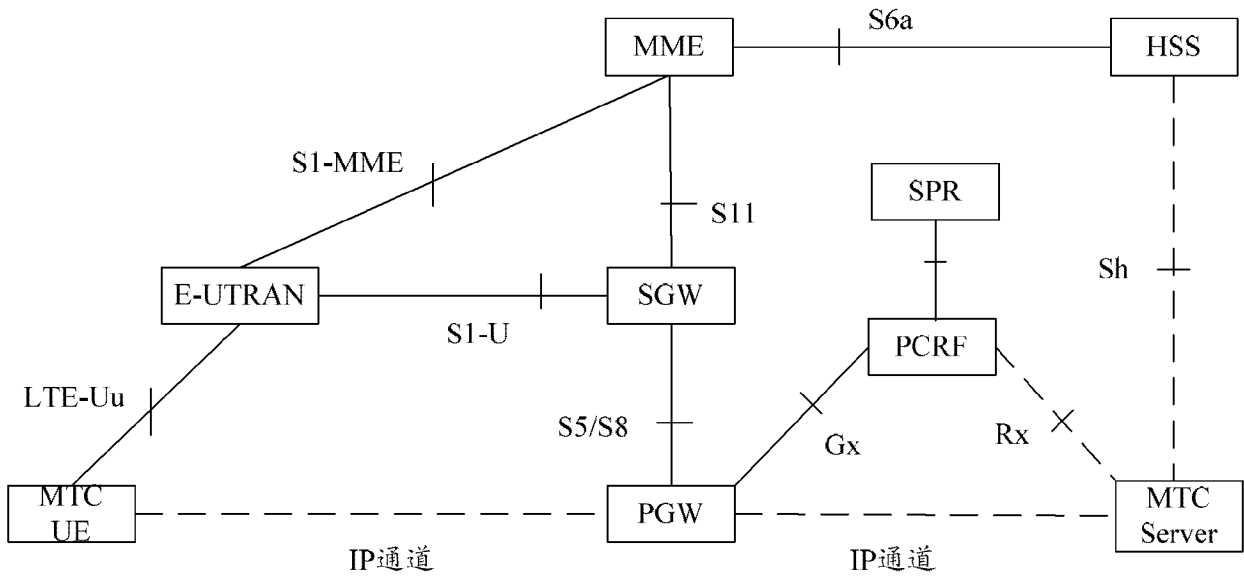 S6a
MME
HSS
S1-MME
SPR
S11
Sh
E-UTRAN
SGW
S1-U
PCRF
LTE-Uu
S5/S8
Gx
Rx
MTC
UE
PGW
MTC
Server
IP通道
IP通道